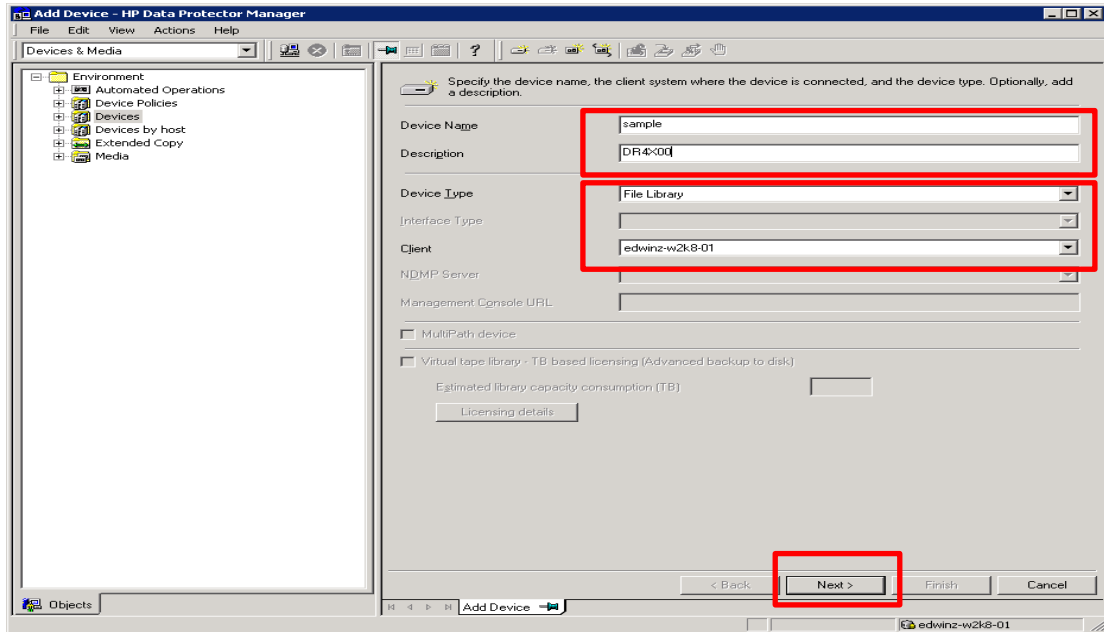 Add Device - HP Data Protector Manager
File Edit View Actions Help
Devices & Media
Environment
Automated Operations
Device Policies
Devices
Devices by host
Extended Copy
Media
Specify the device name, the client system where the device is connected, and the device type. Optionally, add
a description.
Device Name sample
Description DR4X00
Device Type File Library
Interface Type
Client edwinz-w2k8-01
NDMP Server
Management Console URL
MultiPath device
Virtual tape library - TB based licensing (Advanced backup to disk)
Estimated library capacity consumption (TB)
Licensing details
< Back Next > Finish Cancel
Objects
Add Device
edwinz-w2k8-01